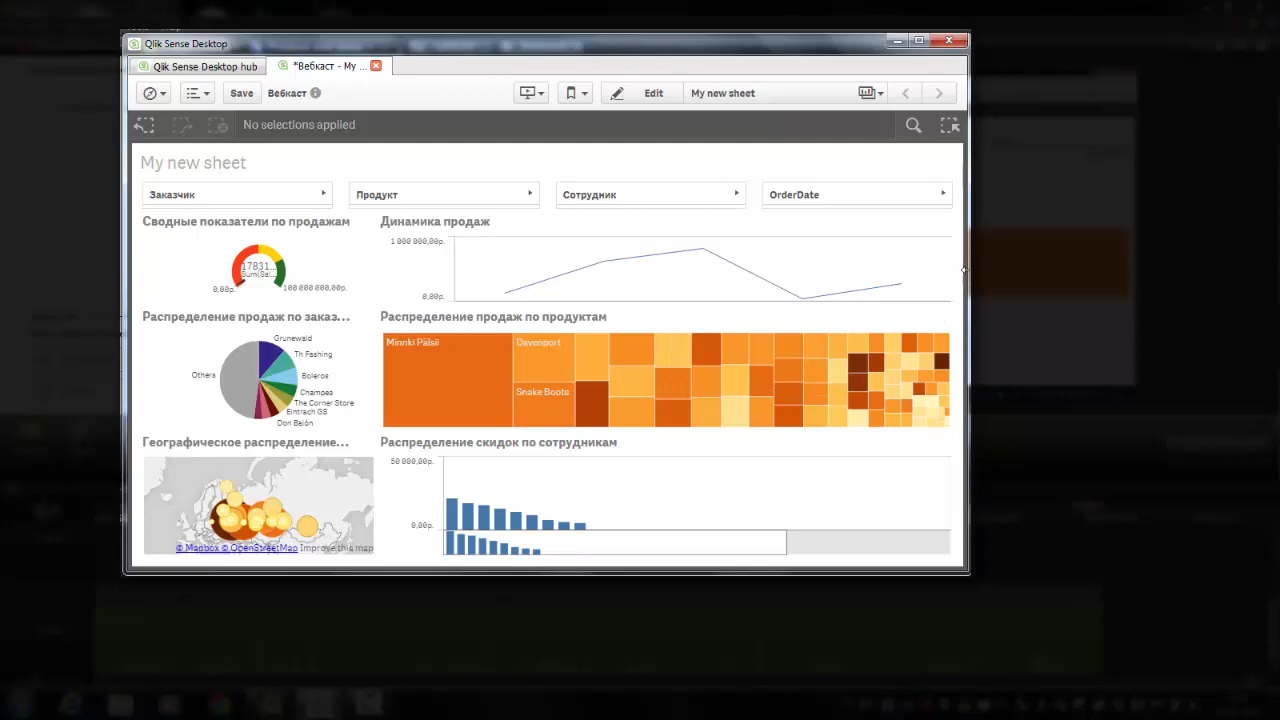 Qlik Sense Desktop
Qlik Sense Desktop hub
*Вебкаст - My ...
Save
Вебкаст
Edit
My new sheet
No selections applied
My new sheet
Заказчик
Продукт
Сотрудник
OrderDate
Сводные показатели по продажам
17831...
Sum(Sal...
0,00р.
100 000 000,00р.
Динамика продаж
1 000 000,00р.
0,00р.
Распределение продаж по заказ...
Grunewald
Th Fashing
Boleros
Champes
The Corner Store
Eintrach GS
Don Balón
Others
Распределение продаж по продуктам
Minnki Pälsii
Davenport
Snake Boots
Географическое распределение...
© Mapbox © OpenStreetMap Improve this map
Распределение скидок по сотрудникам
50 000,00р.
0,00р.